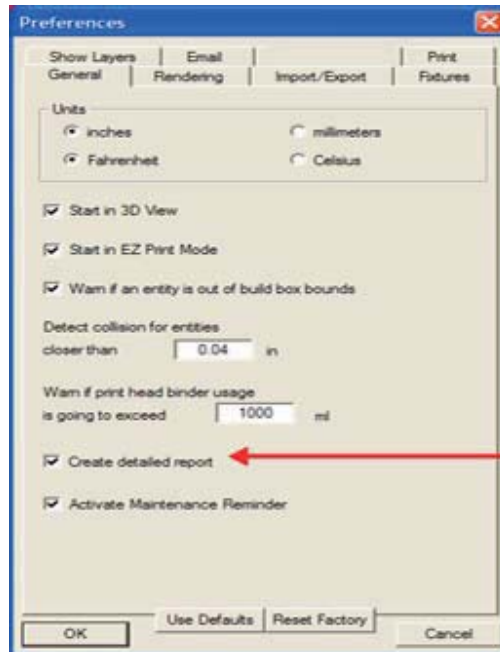 Preferences
Show Layers Email Print
General Rendering Import/Export Fixtures
Units
inches millimeters
Fahrenheit Celsius
Start in 3D View
Start in EZ Print Mode
Warn if an entity is out of build box bounds
Detect collision for entities
closer than 0.04 in
Warn if print head binder usage
is going to exceed 1000 ml
Create detailed report
Activate Maintenance Reminder
Use Defaults Reset Factory
OK Cancel